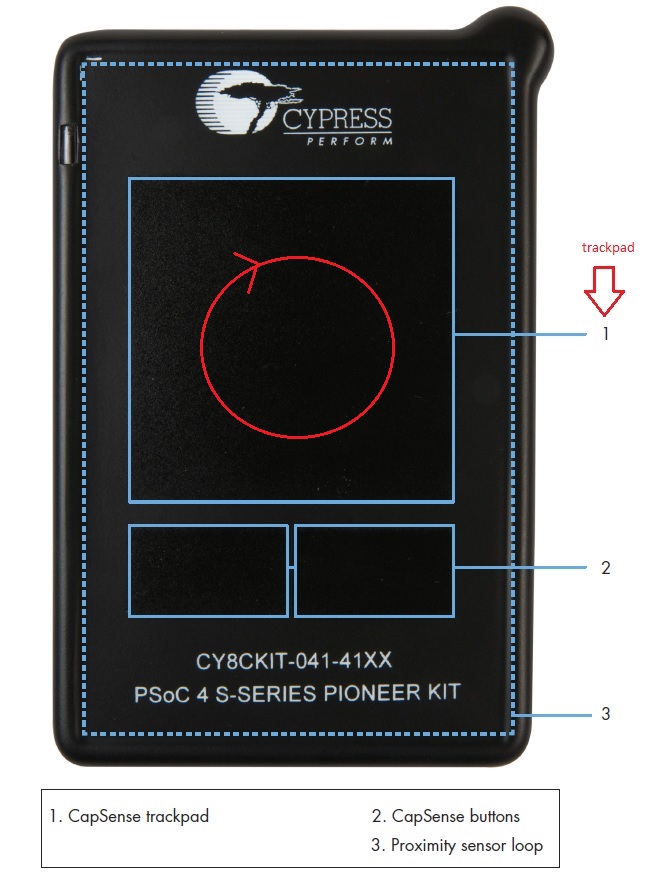 CYPRESS
PERFORM
trackpad
1
2
CY8CKIT-041-41XX
PSoC 4 S-SERIES PIONEER KIT
3
1. CapSense trackpad
2. CapSense buttons
3. Proximity sensor loop